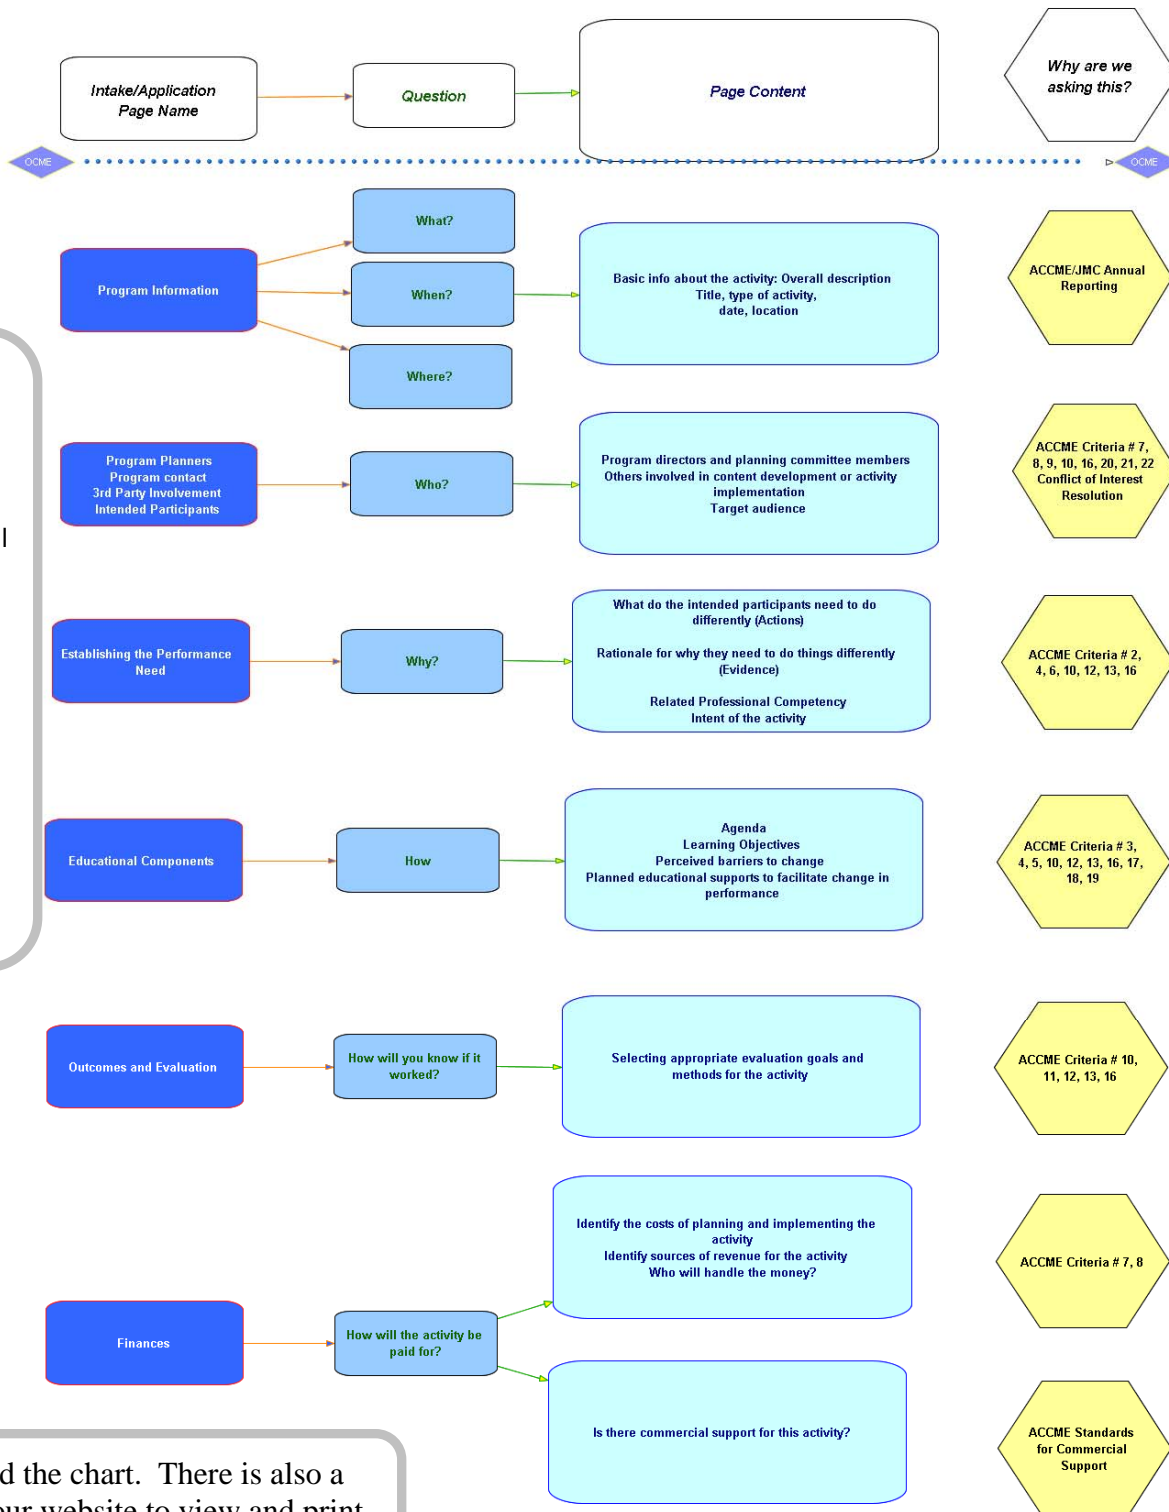 Intake/Application
Page Name
Question
Page Content
Why are we
asking this?
OCME
OCME
Program Information
What?
When?
Where?
Basic info about the activity: Overall description
Title, type of activity,
date, location
ACCME/JMC Annual
Reporting
Program Planners
Program contact
3rd Party Involvement
Intended Participants
Who?
Program directors and planning committee members
Others involved in content development or activity
implementation
Target audience
ACCME Criteria # 7,
8, 9, 10, 16, 20, 21, 22
Conflict of Interest
Resolution
l
Establishing the Performance
Need
Why?
What do the intended participants need to do
differently (Actions)
Rationale for why they need to do things differently
(Evidence)
Related Professional Competency
Intent of the activity
ACCME Criteria # 2,
4, 6, 10, 12, 13, 16
Educational Components
How
Agenda
Learning Objectives
Perceived barriers to change
Planned educational supports to facilitate change in
performance
ACCME Criteria # 3,
4, 5, 10, 12, 13, 16, 17,
18, 19
Outcomes and Evaluation
How will you know if it
worked?
Selecting appropriate evaluation goals and
methods for the activity
ACCME Criteria # 10,
11, 12, 13, 16
Finances
How will the activity be
paid for?
Identify the costs of planning and implementing the
activity
Identify sources of revenue for the activity
Who will handle the money?
ACCME Criteria # 7, 8
Is there commercial support for this activity?
ACCME Standards
for Commercial
Support
d the chart. There is also a
our website to view and print